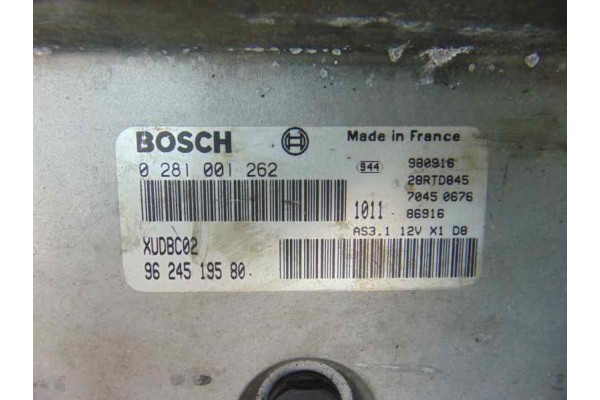 BOSCH
Made in France
0 281 001 262
944
980916
28RTD845
7045 0676
1011
86916
AS3.1 12V X1 D8
XUDBC02
96 245 195 80